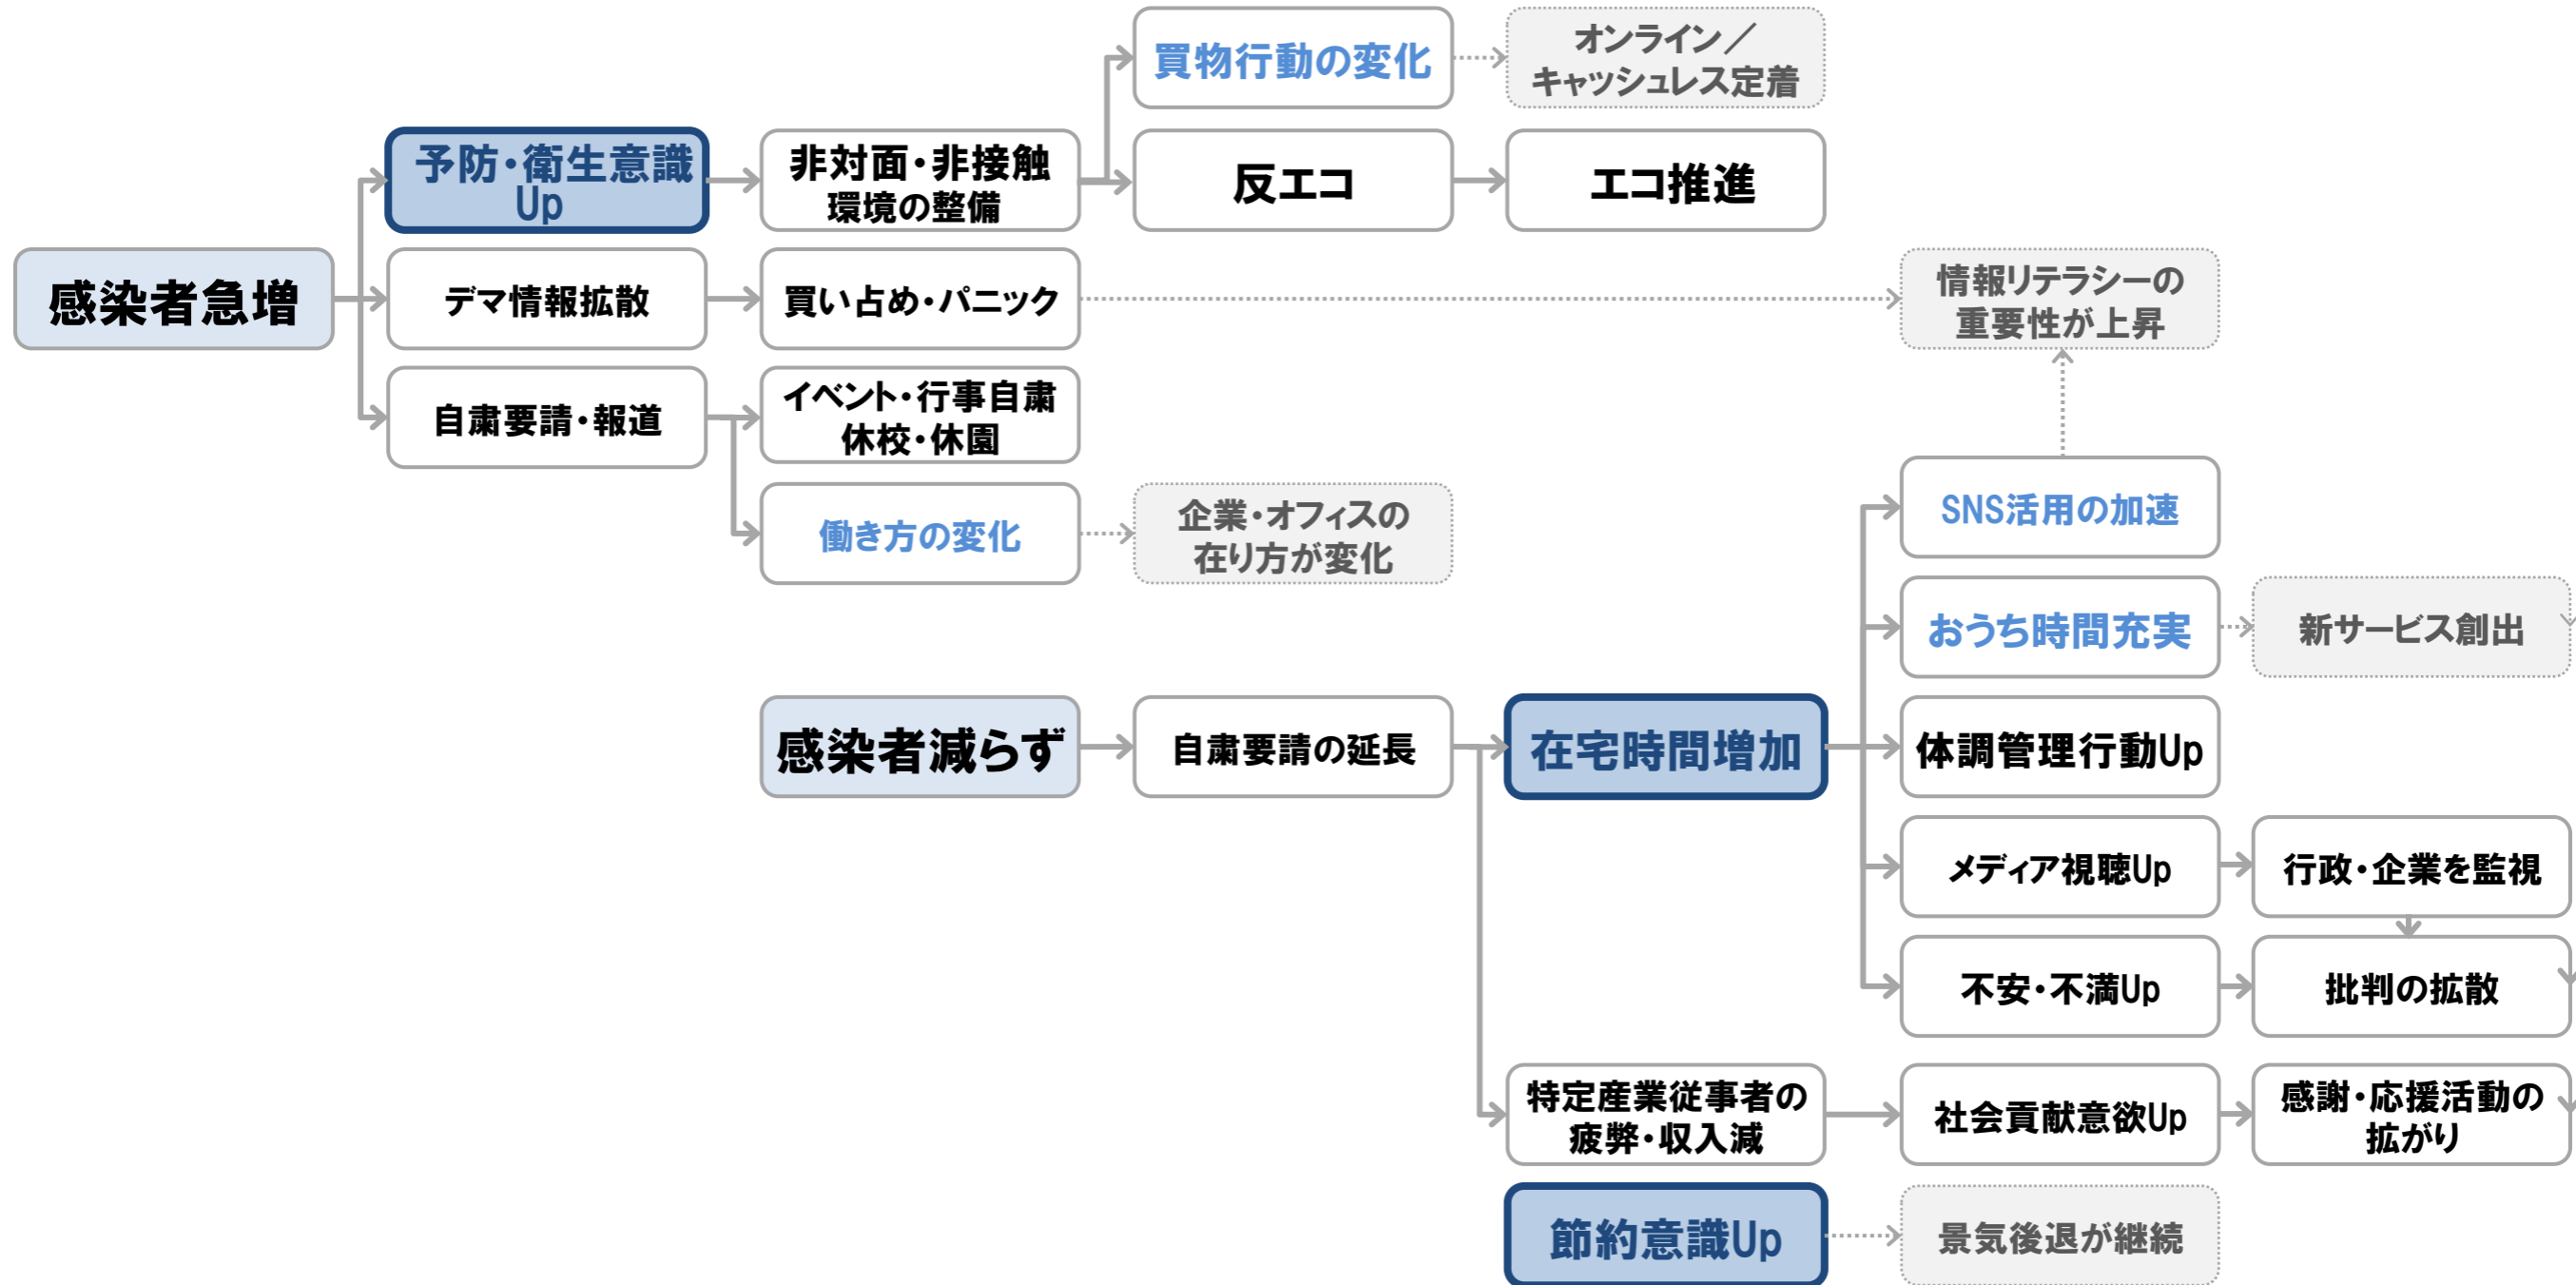 買物行動の変化
オンライン／
キャッシュレス定着
予防・衛生意識
Up
非対面・非接触
環境の整備
反エコ
エコ推進
感染者急増
デマ情報拡散
買い占め・パニック
情報リテラシーの
重要性が上昇
自粛要請・報道
イベント・行事自粛
休校・休園
働き方の変化
企業・オフィスの
在り方が変化
SNS活用の加速
おうち時間充実
新サービス創出
感染者減らず
自粛要請の延長
在宅時間増加
体調管理行動Up
メディア視聴Up
行政・企業を監視
不安・不満Up
批判の拡散
特定産業従事者の
疲弊・収入減
社会貢献意欲Up
感謝・応援活動の
拡がり
節約意識Up
景気後退が継続